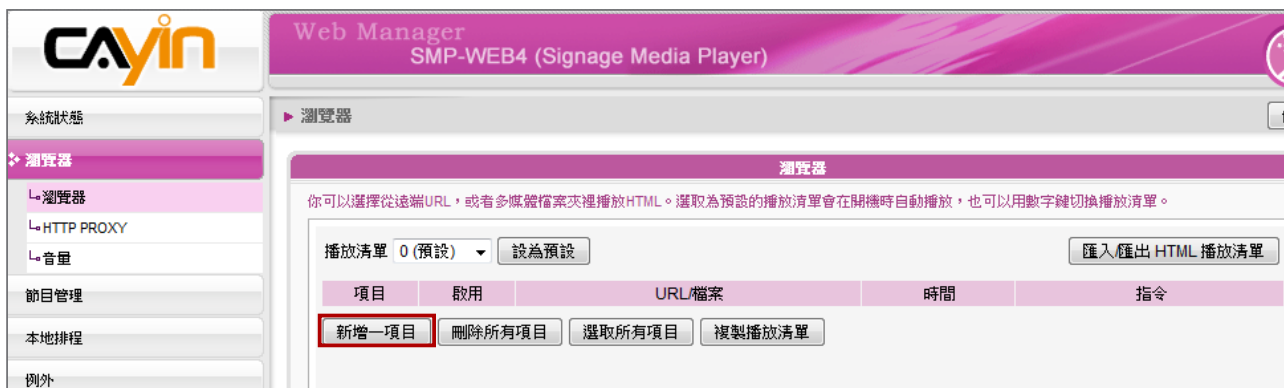 CAYIN
Web Manager
SMP-WEB4 (Signage Media Player)
系統狀態
瀏覽器
瀏覽器
HTTP PROXY
音量
節目管理
本地排程
例外
瀏覽器
瀏覽器
你可以選擇從遠端URL，或者多媒體檔案夾裡播放HTML。選取為預設的播放清單會在開機時自動播放，也可以用數字鍵切換播放清單。
播放清單 0 (預設) 設為預設 匯入/匯出 HTML 播放清單
項目 啟用 URL/檔案 時間 指令
新增一項目 刪除所有項目 選取所有項目 複製播放清單